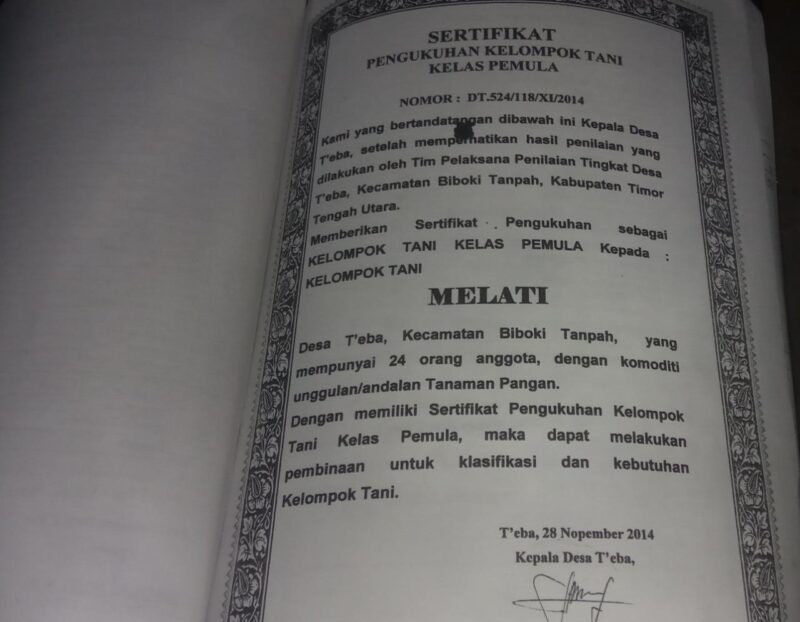 SERTIFIKAT
PENGUKUHAN KELOMPOK TANI
KELAS PEMULA
NOMOR : DT.524/118/XI/2014
Kami yang bertandatangan dibawah ini Kepala Desa
T'eba, setelah memperhatikan hasil penilaian yang
dilakukan oleh Tim Pelaksana Penilaian Tingkat Desa
T'eba, Kecamatan Biboki Tanpah, Kabupaten Timor
Tengah Utara.
Memberikan Sertifikat Pengukuhan sebagai
KELOMPOK TANI KELAS PEMULA Kepada :
KELOMPOK TANI
MELATI
Desa T'eba, Kecamatan Biboki Tanpah, yang
mempunyai 24 orang anggota, dengan komoditi
unggulan/andalan Tanaman Pangan.
Dengan memiliki Sertifikat Pengukuhan Kelompok
Tani Kelas Pemula, maka dapat melakukan
pembinaan untuk klasifikasi dan kebutuhan
Kelompok Tani.
T'eba, 28 Nopember 2014
Kepala Desa T'eba,